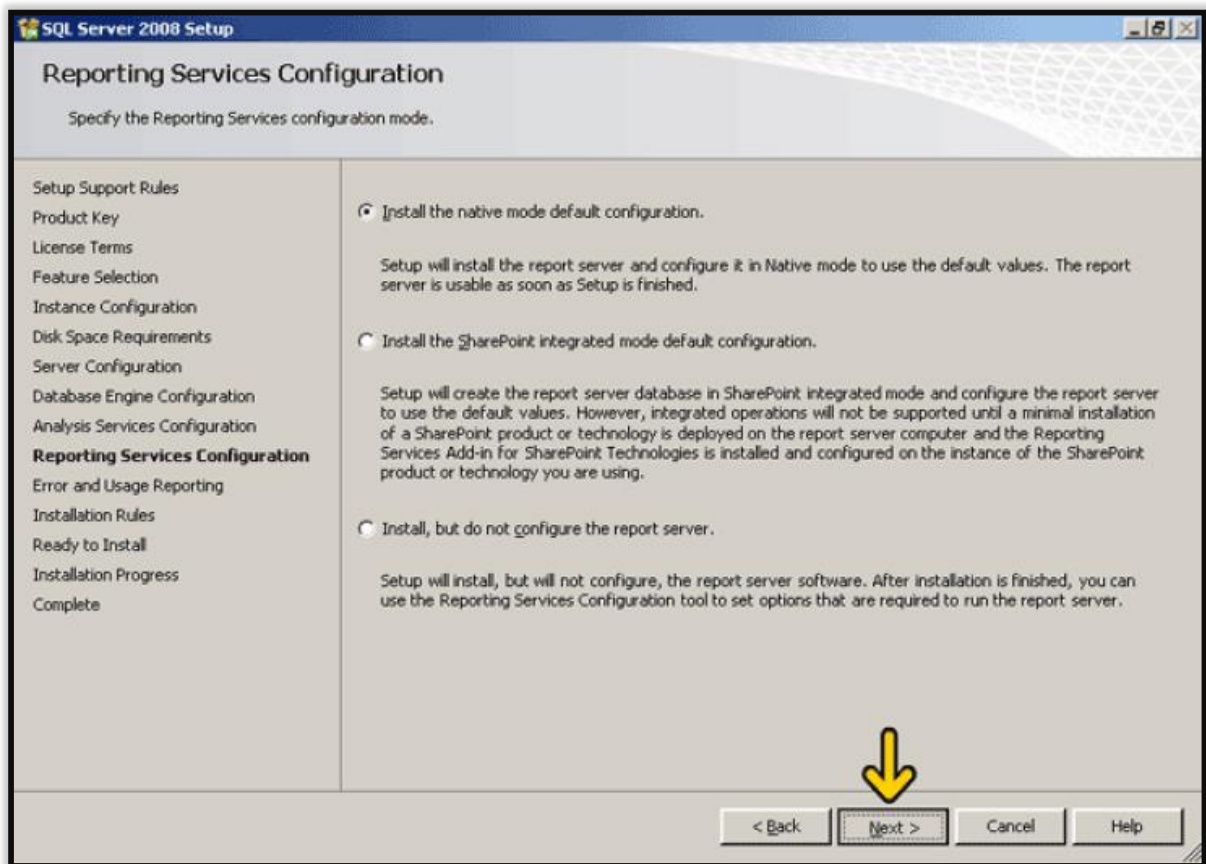 SQL Server 2008 Setup
Reporting Services Configuration
Specify the Reporting Services configuration mode.
Setup Support Rules
Product Key
License Terms
Feature Selection
Instance Configuration
Disk Space Requirements
Server Configuration
Database Engine Configuration
Analysis Services Configuration
Reporting Services Configuration
Error and Usage Reporting
Installation Rules
Ready to Install
Installation Progress
Complete
Install the native mode default configuration.
Setup will install the report server and configure it in Native mode to use the default values. The report
server is usable as soon as Setup is finished.
Install the SharePoint integrated mode default configuration.
Setup will create the report server database in SharePoint integrated mode and configure the report server
to use the default values. However, integrated operations will not be supported until a minimal installation
of a SharePoint product or technology is deployed on the report server computer and the Reporting
Services Add-in for SharePoint Technologies is installed and configured on the instance of the SharePoint
product or technology you are using.
Install, but do not configure the report server.
Setup will install, but will not configure, the report server software. After installation is finished, you can
use the Reporting Services Configuration tool to set options that are required to run the report server.
< Back
Next >
Cancel
Help